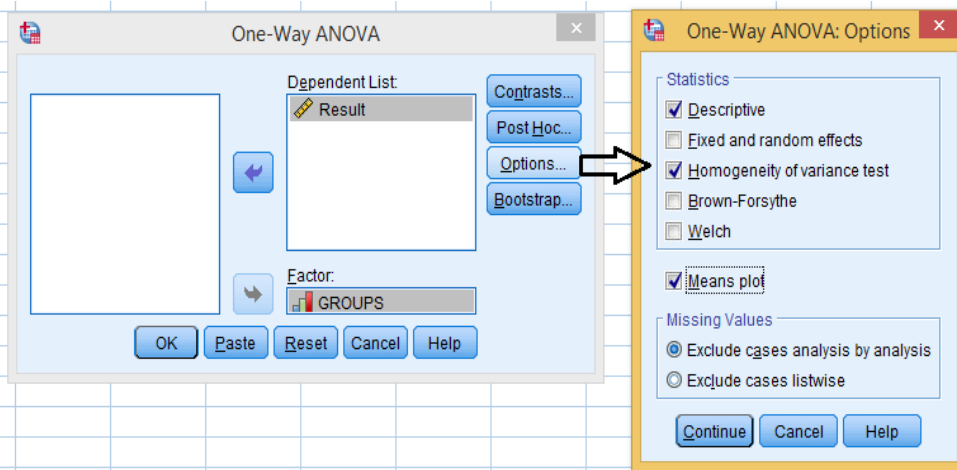 One-Way ANOVA
Dependent List:
Result
Contrasts...
Post Hoc...
Options...
Bootstrap...
Factor:
GROUPS
OK Paste Reset Cancel Help
One-Way ANOVA: Options
Statistics
Descriptive
Fixed and random effects
Homogeneity of variance test
Brown-Forsythe
Welch
Means plot
Missing Values
Exclude cases analysis by analysis
Exclude cases listwise
Continue Cancel Help